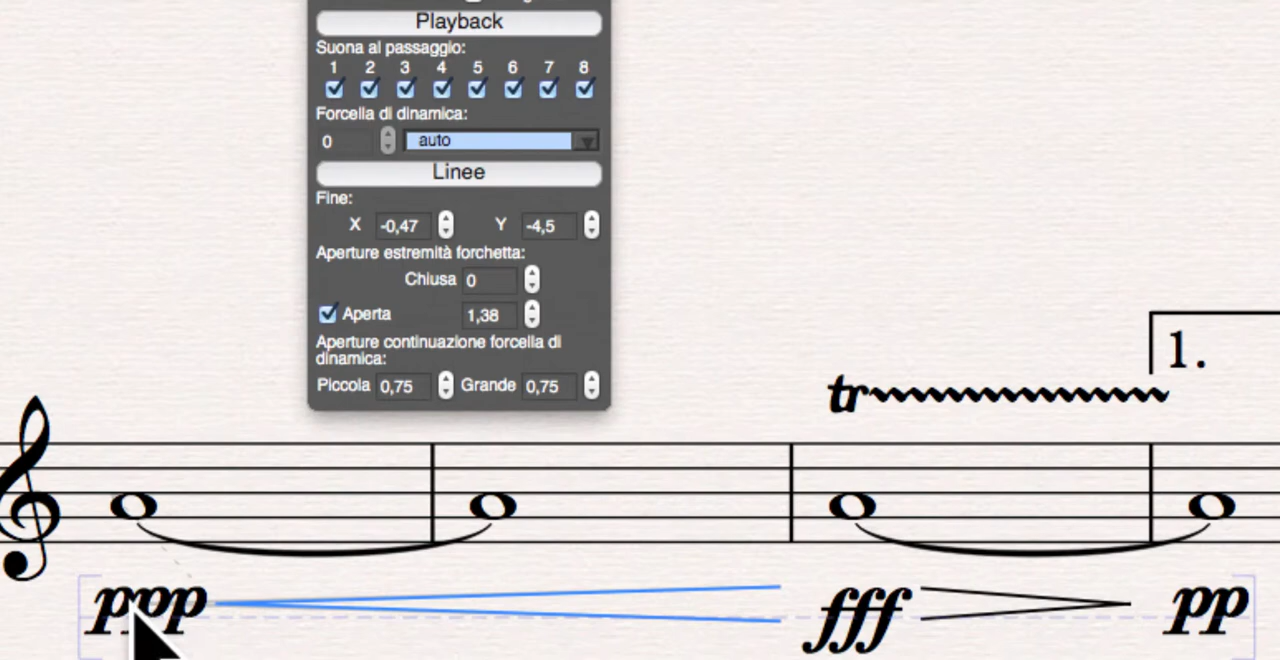 Playback
Suona al passaggio:
1 2 3 4 5 6 7 8
Forcella di dinamica:
0 auto
Linee
Fine:
X -0,47 Y -4,5
Aperture estremità forchetta:
Chiusa 0
Aperta 1,38
Aperture continuazione forcella di
dinamica:
Piccola 0,75 Grande 0,75
1.
tr
ppp fff pp